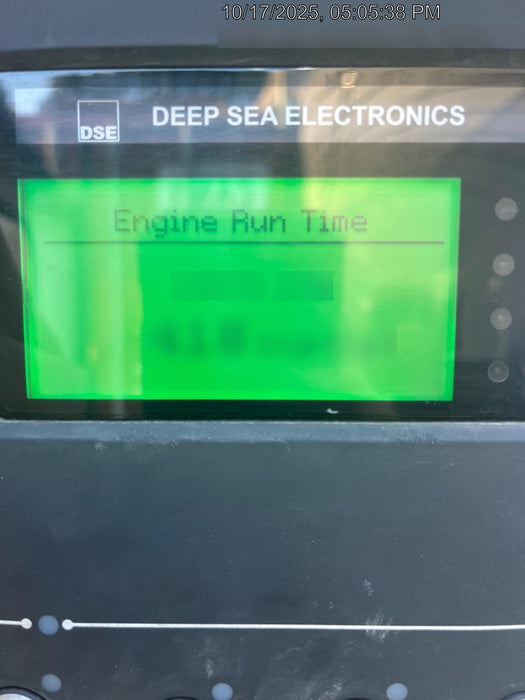 10/17/2025, 05:05:38 PM
DSE
DEEP SEA ELECTRONICS
Engine Run Time